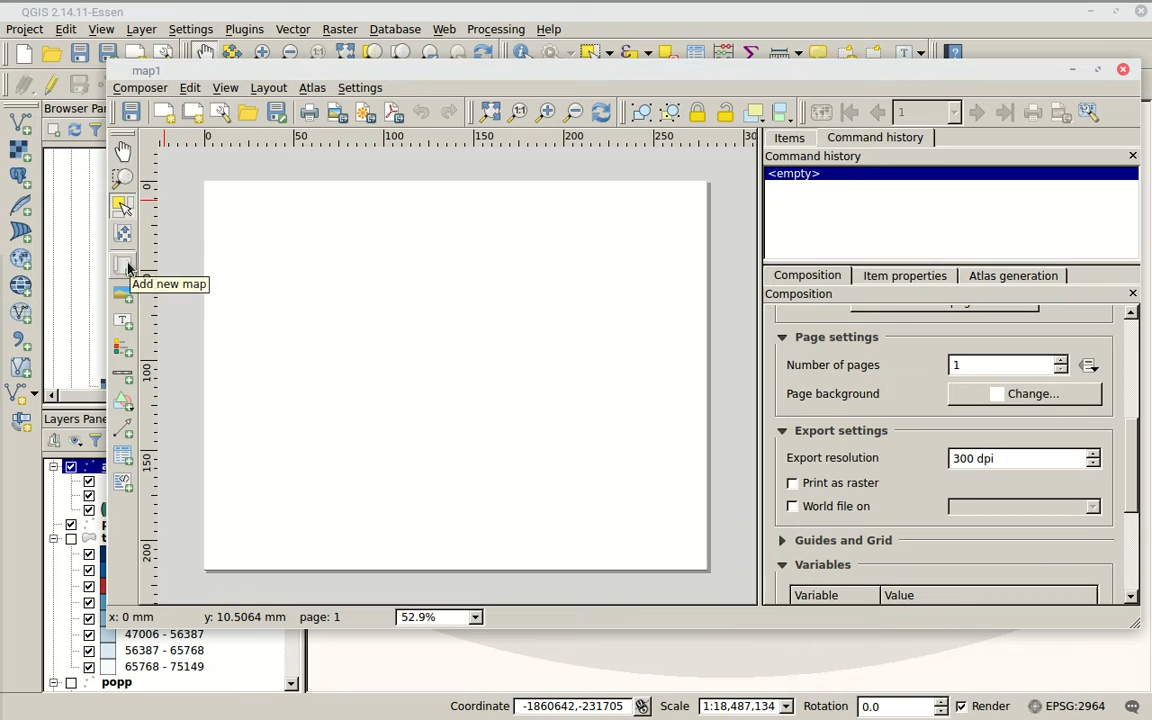 QGIS 2.14.11-Essen
Project Edit View Layer Settings Plugins Vector Raster Database Web Processing Help
map1
Composer Edit View Layout Atlas Settings
1
Browser Par
0 50 100 150 200 250 30
Items Command history
Command history
<empty>
0
100
150
200
Add new map
Composition Item properties Atlas generation
Composition
Page settings
Number of pages 1
Page background Change...
Export settings
Export resolution 300 dpi
Print as raster
World file on
Guides and Grid
Variables
Variable Value
Layers Pane
x: 0 mm y: 10.5064 mm page: 1 52.9%
47006 - 56387
56387 - 65768
65768 - 75149
popp
Coordinate -1860642,-231705 Scale 1:18,487,134 Rotation 0.0 Render EPSG:2964